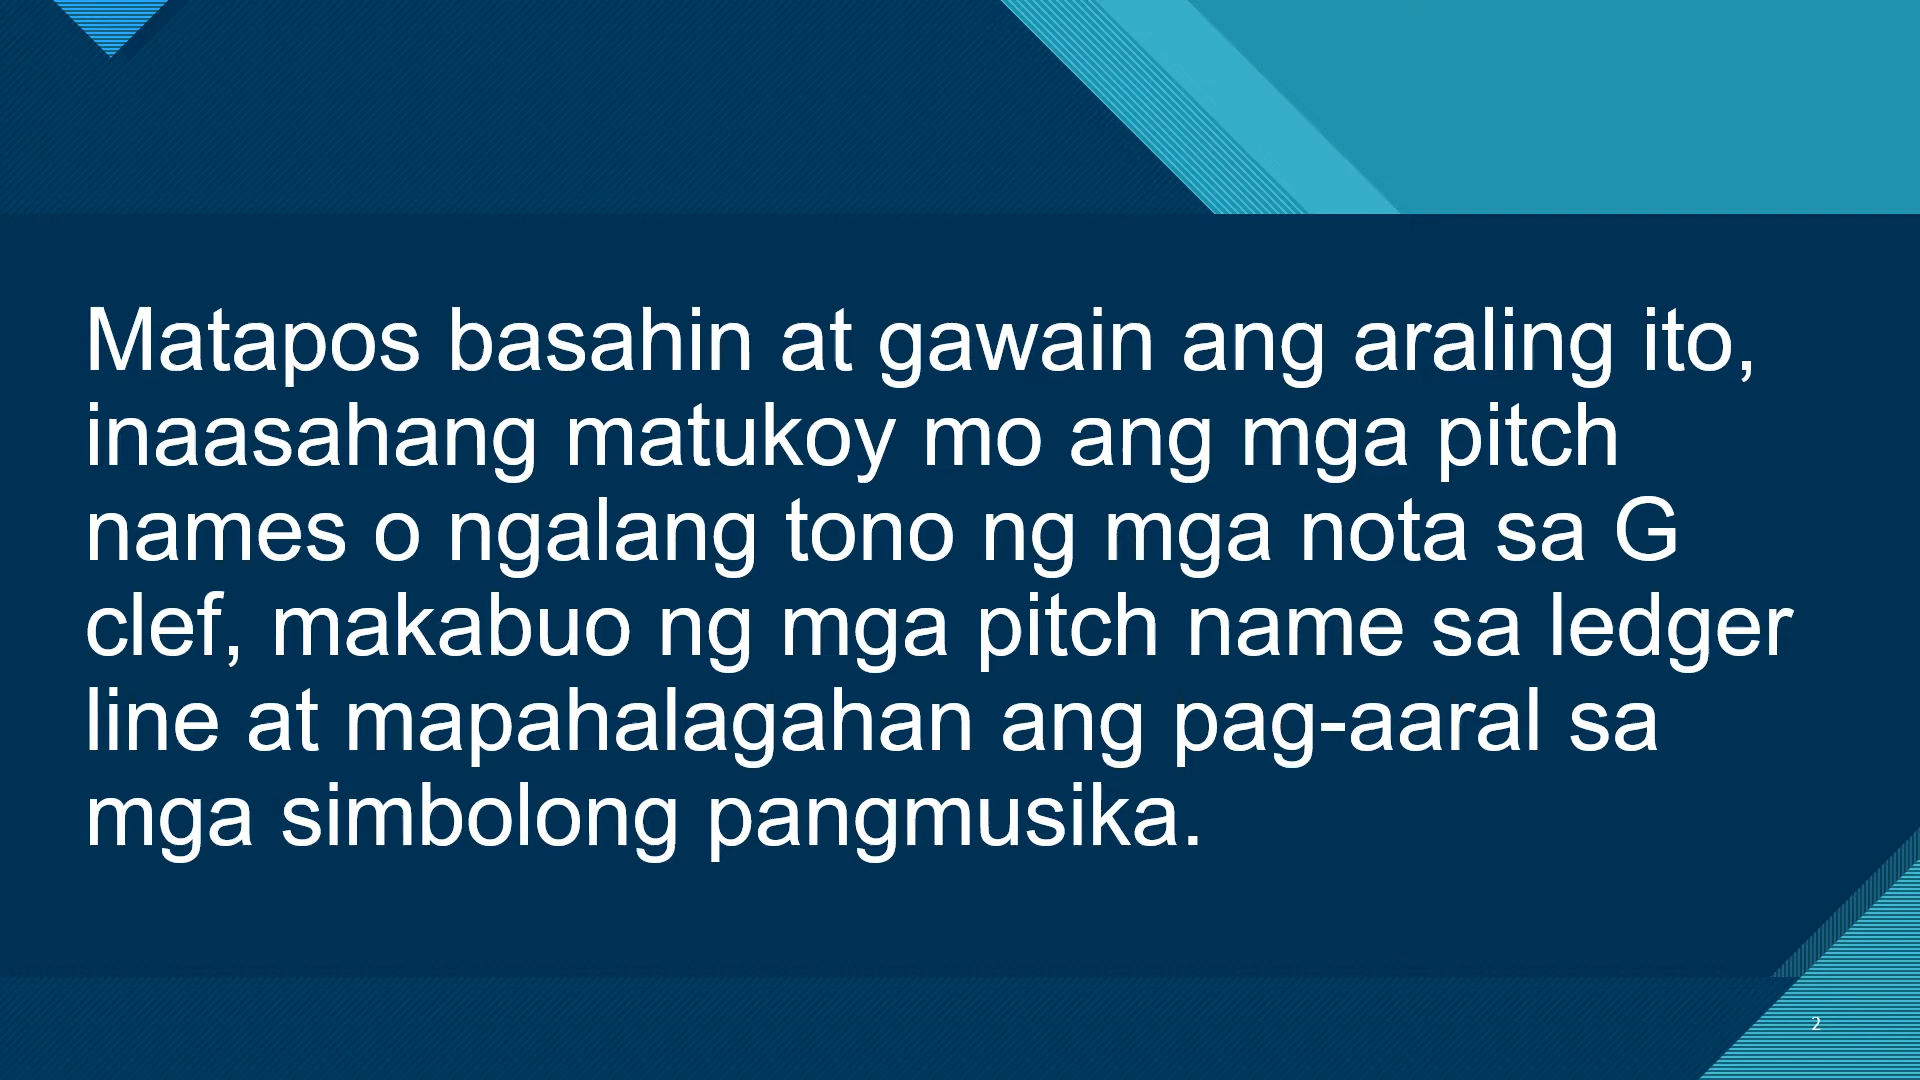 Matapos basahin at gawain ang araling ito,
inaasahang matukoy mo ang mga pitch
names o ngalang tono ng mga nota sa G
clef, makabuo ng mga pitch name sa ledger
line at mapahalagahan ang pag-aaral sa
mga simbolong pangmusika.
2